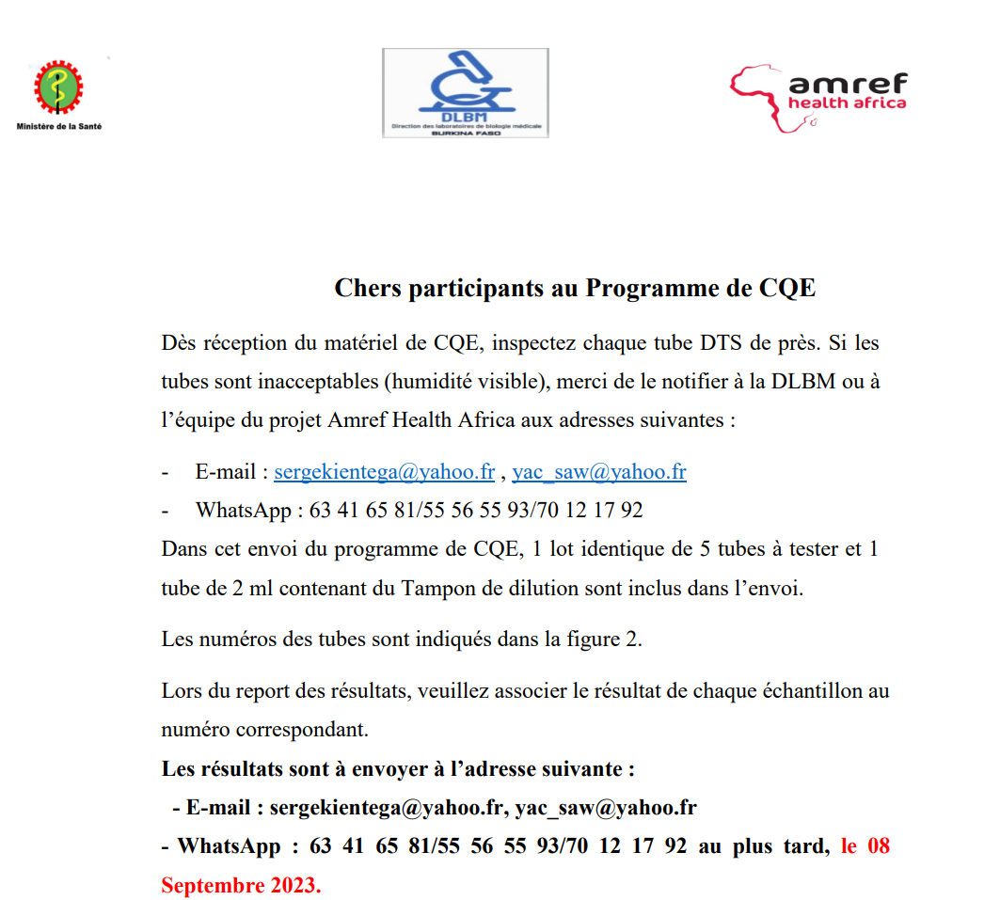 Ministère de la Santé
DLBM
Direction des laboratoires de biologie médicale
BURKINA FASO
amref
health africa
Chers participants au Programme de CQE
Dès réception du matériel de CQE, inspectez chaque tube DTS de près. Si les
tubes sont inacceptables (humidité visible), merci de le notifier à la DLBM ou à
l’équipe du projet Amref Health Africa aux adresses suivantes :
- E-mail : sergekientega@yahoo.fr , yac_saw@yahoo.fr
- WhatsApp : 63 41 65 81/55 56 55 93/70 12 17 92
Dans cet envoi du programme de CQE, 1 lot identique de 5 tubes à tester et 1
tube de 2 ml contenant du Tampon de dilution sont inclus dans l’envoi.
Les numéros des tubes sont indiqués dans la figure 2.
Lors du report des résultats, veuillez associer le résultat de chaque échantillon au
numéro correspondant.
Les résultats sont à envoyer à l’adresse suivante :
- E-mail : sergekientega@yahoo.fr, yac_saw@yahoo.fr
- WhatsApp : 63 41 65 81/55 56 55 93/70 12 17 92 au plus tard, le 08
Septembre 2023.